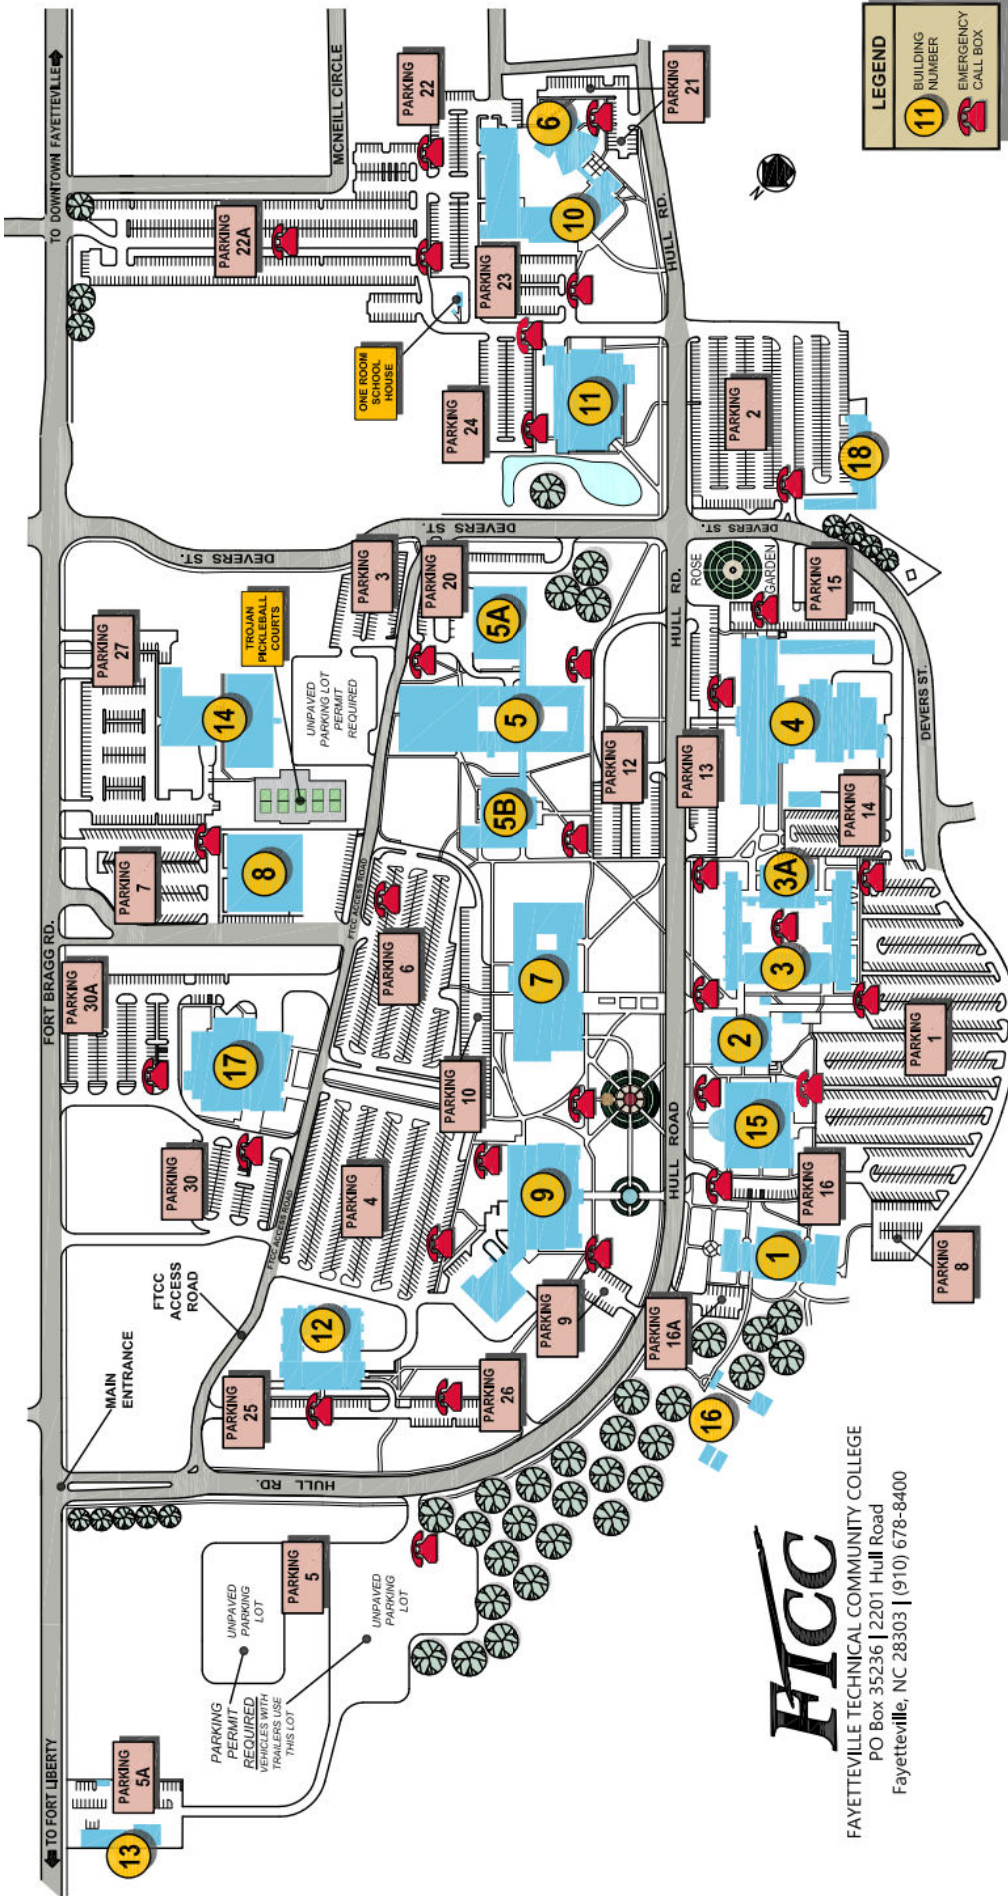 TO FORT LIBERTY
MAIN
ENTRANCE
FORT BRAGG RD.
TO DOWNTOWN FAYETTEVILLE
13
PARKING
5A
PARKING
PERMIT
REQUIRED
VEHICLES WITH
TRAILERS USE
THIS LOT
UNPAVED
PARKING
LOT
PARKING
5
UNPAVED
PARKING
LOT
HULL RD.
FTCC
ACCESS
ROAD
FTCC ACCESS ROAD
PARKING
25
12
PARKING
26
PARKING
30
PARKING
30A
17
PARKING
7
8
FTCC ACCESS ROAD
PARKING
27
14
TROJAN
PICKLEBALL
COURTS
UNPAVED
PARKING LOT
PERMIT
REQUIRED
DEVERS ST.
PARKING
3
PARKING
20
DEVERS ST.
PARKING
22A
MCNEILL CIRCLE
PARKING
22
ONE ROOM
SCHOOL
HOUSE
PARKING
23
PARKING
24
11
10
6
PARKING
21
HULL RD.
PARKING
4
PARKING
6
PARKING
10
9
PARKING
9
7
5B
5
5A
PARKING
12
HULL ROAD
HULL RD.
PARKING
16A
16
1
PARKING
16
PARKING
8
15
2
3
3A
PARKING
1
PARKING
13
PARKING
14
4
ROSE
GARDEN
PARKING
15
DEVERS ST.
DEVERS ST.
PARKING
2
18
N
LEGEND
11
BUILDING
NUMBER
EMERGENCY
CALL BOX
FTCC
FAYETTEVILLE TECHNICAL COMMUNITY COLLEGE
PO Box 35236 | 2201 Hull Road
Fayetteville, NC 28303 | (910) 678-8400